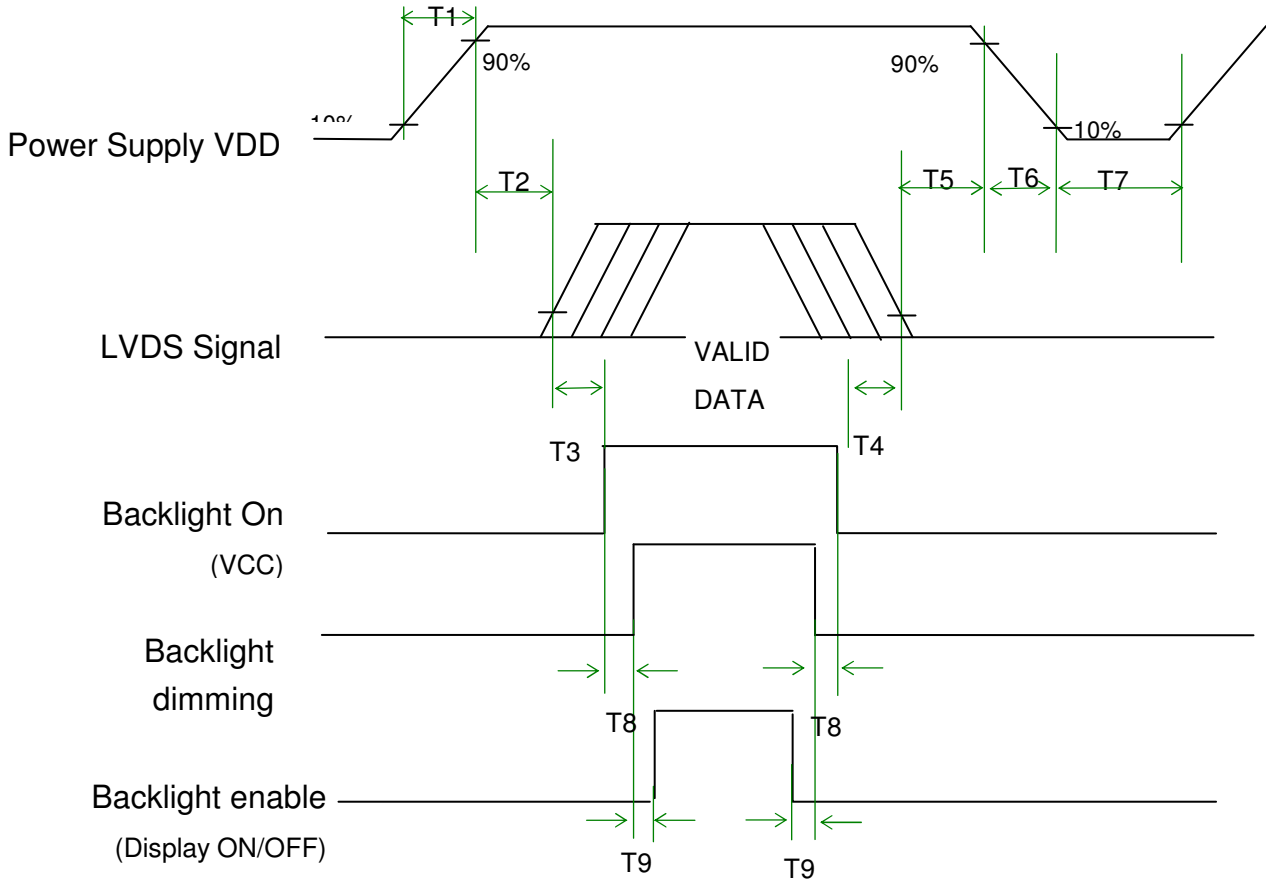 T1
90%
90%
10%
Power Supply VDD
10%
T2
T5
T6
T7
LVDS Signal
VALID
DATA
T3
T4
Backlight On
(VCC)
Backlight
dimming
T8
T8
Backlight enable
(Display ON/OFF)
T9
T9